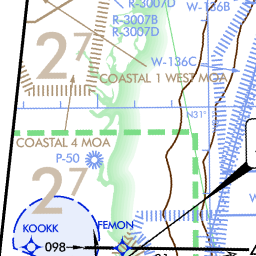 R-3007D
W-136B
R-3007B
R-3007D
W-136C
27
COASTAL 1 WEST MOA
N31°
COASTAL 4 MOA
P-50
27
KOOKK
FEMON
098